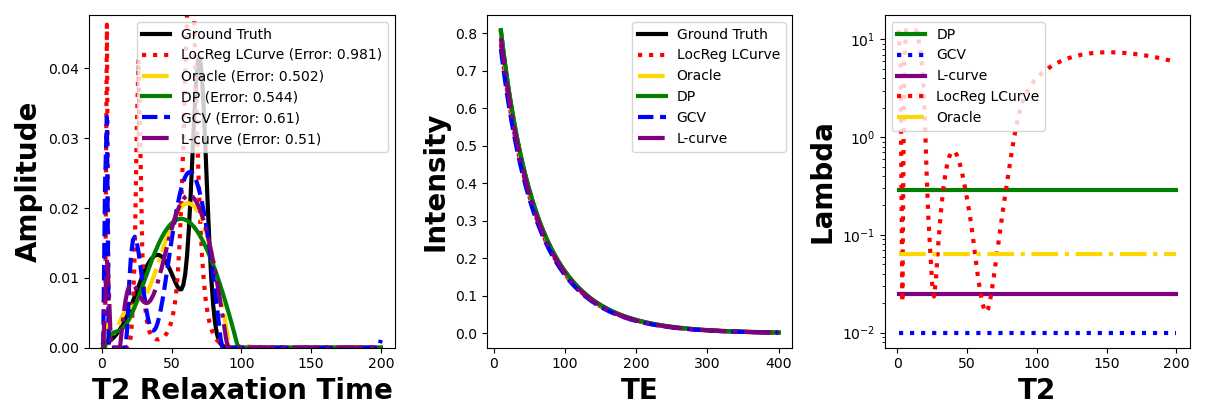 Amplitude
0.04
0.03
0.02
0.01
0.00
0
50
100
150
200
T2 Relaxation Time
Ground Truth
LocReg LCurve (Error: 0.981)
Oracle (Error: 0.502)
DP (Error: 0.544)
GCV (Error: 0.61)
L-curve (Error: 0.51)
Intensity
0.8
0.7
0.6
0.5
0.4
0.3
0.2
0.1
0.0
0
100
200
300
400
TE
Ground Truth
LocReg LCurve
Oracle
DP
GCV
L-curve
Lambda
10¹
10⁰
10⁻¹
10⁻²
0
50
100
150
200
T2
DP
GCV
L-curve
LocReg LCurve
Oracle